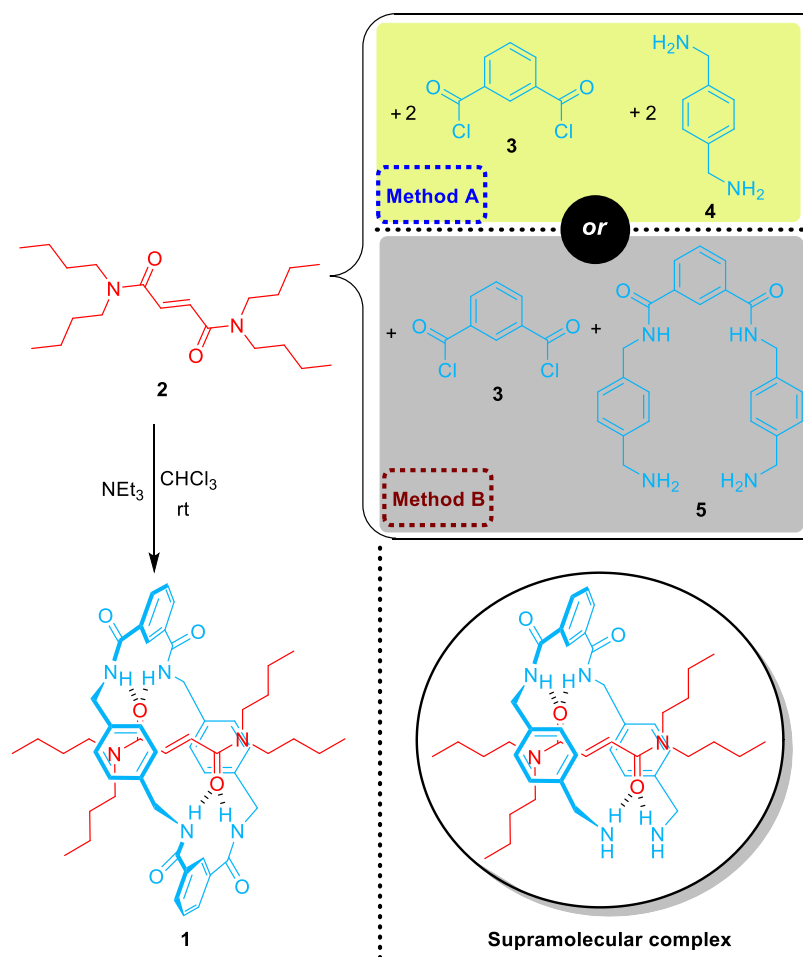 H2N
O
O
+ 2
+ 2
Cl
Cl
3
NH2
Method A
4
or
O
N
N
O
2
O
O
+
+
O
O
NH
HN
Cl
Cl
3
NH2
H2N
Method B
5
NEt3
CHCl3
rt
O
O
N
H
H
N
O
N
N
O
H
H
N
N
O
O
1
O
O
N
H
H
N
O
N
N
O
H
H
N
H
N
H
Supramolecular complex